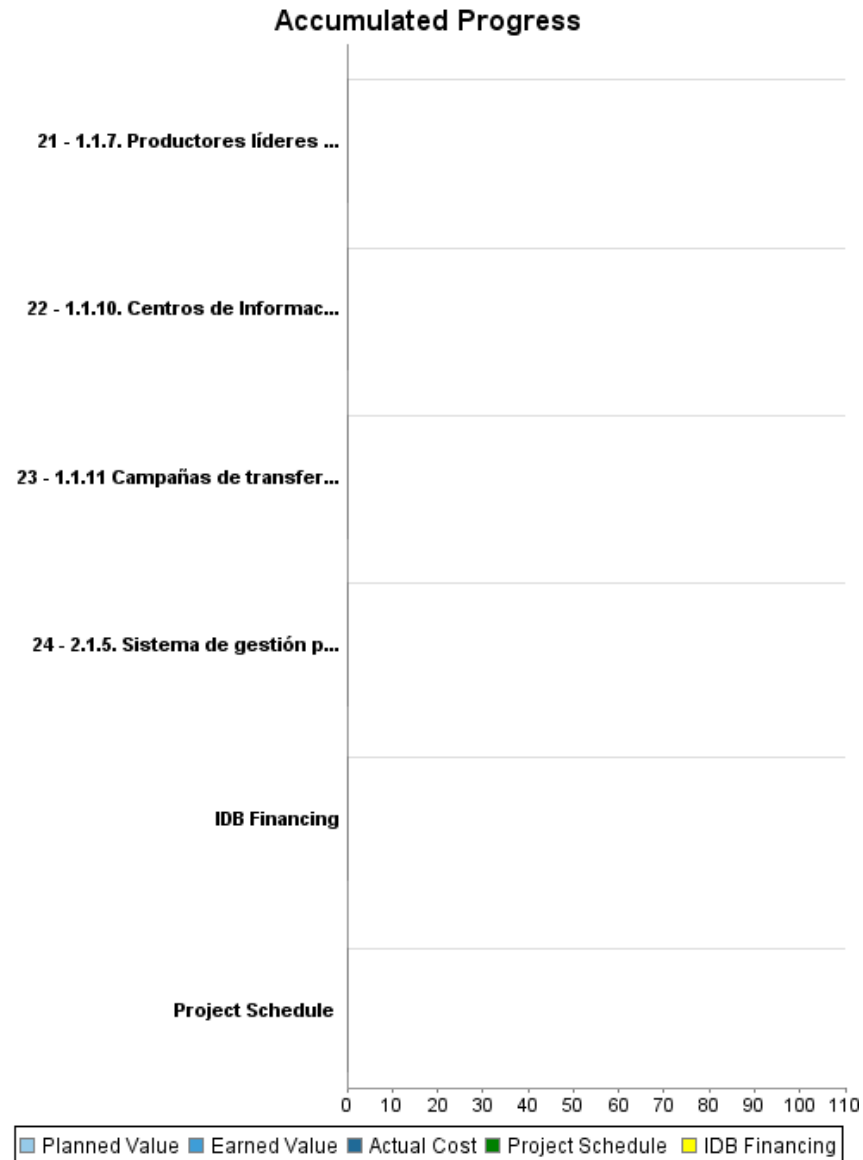 Accumulated Progress
21 - 1.1.7. Productores líderes ...
22 - 1.1.10. Centros de Informac...
23 - 1.1.11 Campañas de transfer...
24 - 2.1.5. Sistema de gestión p...
IDB Financing
Project Schedule
0 10 20 30 40 50 60 70 80 90 100 110
Planned Value Earned Value Actual Cost Project Schedule IDB Financing